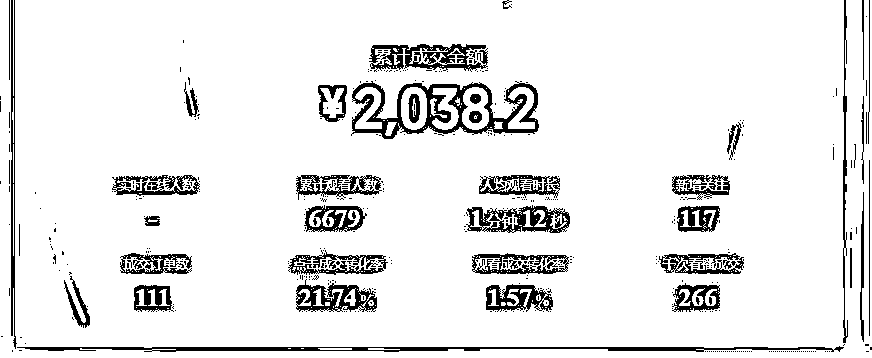 累计成交金额
¥2,038.2
实时在线人数 累计观看人数 人均观看时长 新增关注
- 6679 1分钟12秒 117
成交订单数 点击成交转化率 观看成交转化率 千次看播成交
111 21.74% 1.57% 266